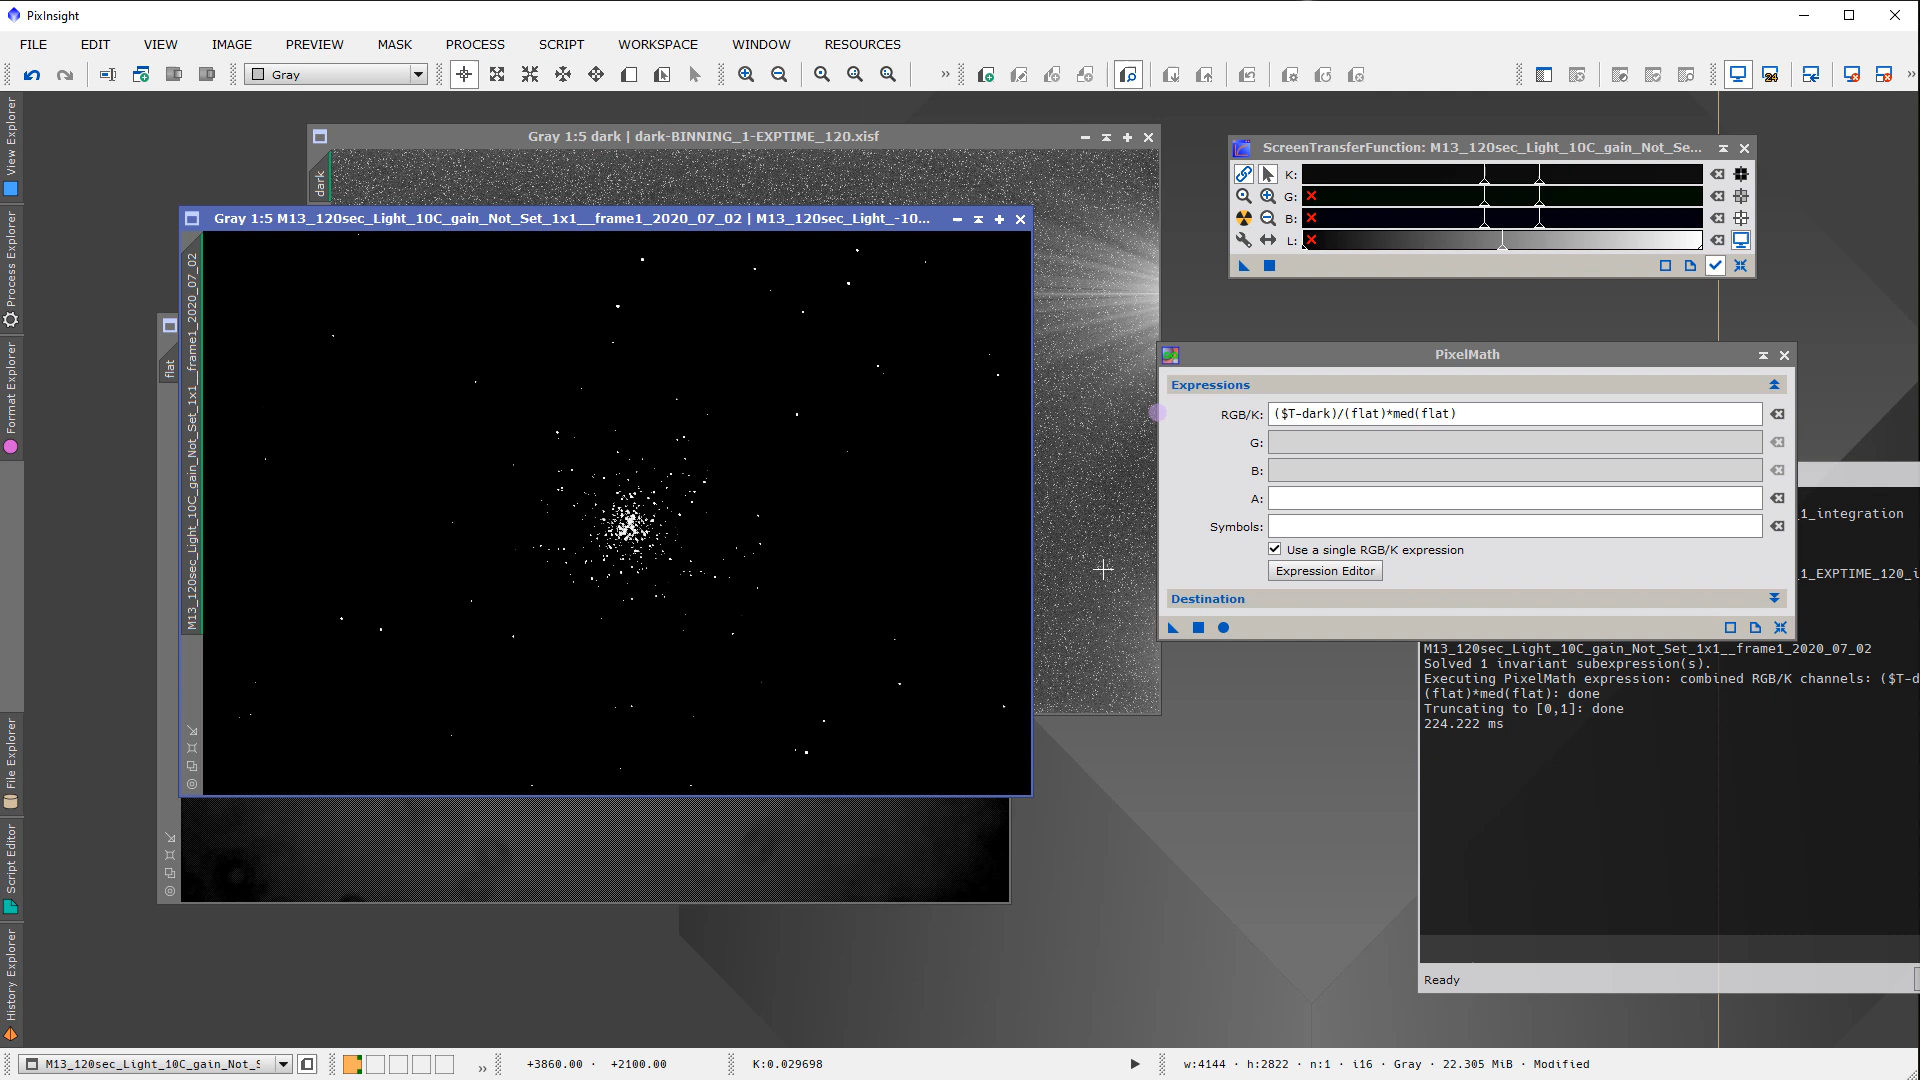 PixInsight
FILE EDIT VIEW IMAGE PREVIEW MASK PROCESS SCRIPT WORKSPACE WINDOW RESOURCES
Gray
24
View Explorer
Process Explorer
Format Explorer
File Explorer
Script Editor
History Explorer
Gray 1:5 dark | dark-BINNING_1-EXPTIME_120.xisf
dark
Gray 1:5 M13_120sec_Light_10C_gain_Not_Set_1x1__frame1_2020_07_02 | M13_120sec_Light_-10...
M13_120sec_Light_10C_gain_Not_Set_1x1__frame1_2020_07_02
flat
ScreenTransferFunction: M13_120sec_Light_10C_gain_Not_Se...
K:
G:
B:
L:
PixelMath
Expressions
RGB/K: ($T-dark)/(flat)*med(flat)
G:
B:
A:
Symbols:
Use a single RGB/K expression
Expression Editor
Destination
_1_integration
_1_EXPTIME_120_i
M13_120sec_Light_10C_gain_Not_Set_1x1__frame1_2020_07_02
Solved 1 invariant subexpression(s).
Executing PixelMath expression: combined RGB/K channels: ($T-d
(flat)*med(flat): done
Truncating to [0,1]: done
224.222 ms
Ready
M13_120sec_Light_10C_gain_Not_S
+3860.00 · +2100.00
K:0.029698
w:4144 · h:2822 · n:1 · i16 · Gray · 22.305 MiB · Modified